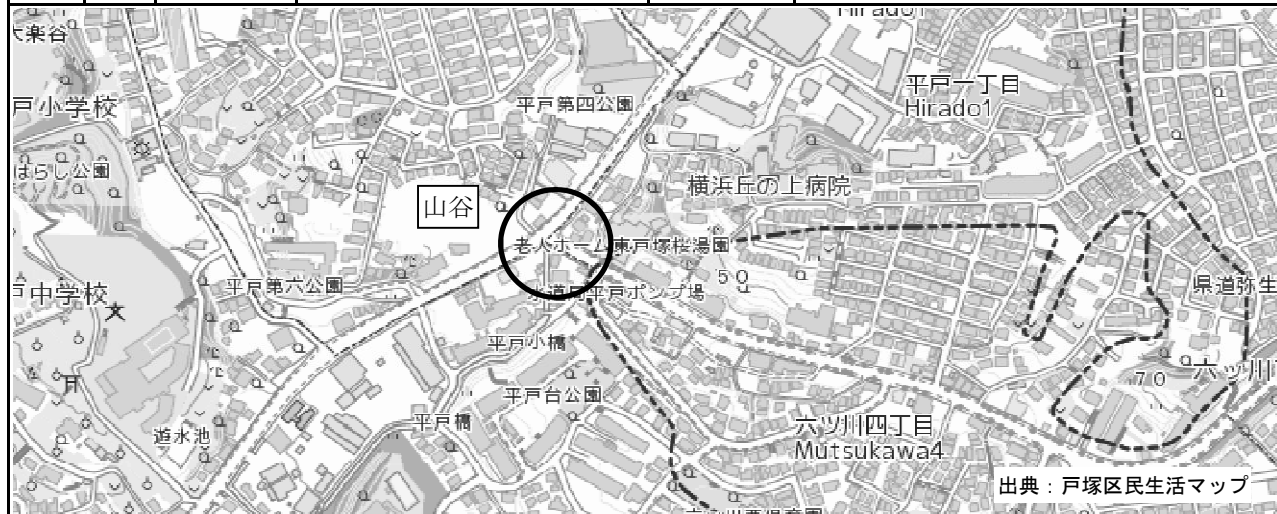 Hirado1
大楽谷
平戸一丁目
Hirado1
戸小学校
平戸第四公園
はらし公園
横浜丘の上病院
山谷
老人ホーム東戸塚桜湯園
50
平戸第六公園
水道局平戸ポンプ場
県道弥生
戸中学校
平戸小橋
70
六ッ川
平戸台公園
平戸橋
六ツ川四丁目
Mutsukawa4
遊水池
出典：戸塚区民生活マップ